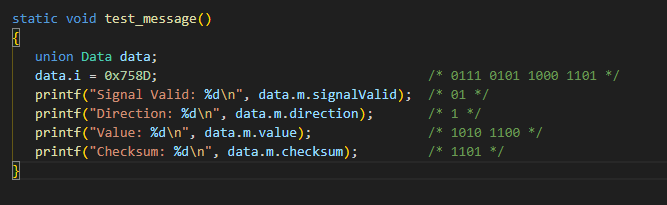 static void test_message()
{
union Data data;
data.i = 0x758D; /* 0111 0101 1000 1101 */
printf("Signal Valid: %d\n", data.m.signalValid); /* 01 */
printf("Direction: %d\n", data.m.direction); /* 1 */
printf("Value: %d\n", data.m.value); /* 1010 1100 */
printf("Checksum: %d\n", data.m.checksum); /* 1101 */
}